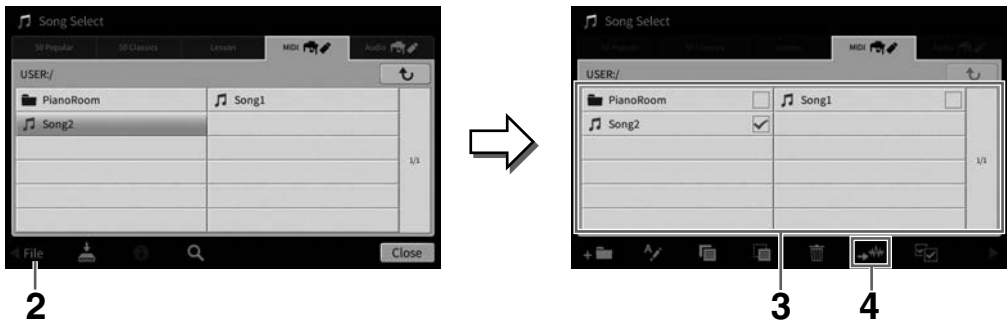 Song Select
50 Popular 50 Classics Lesson MIDI Audio
USER:/
PianoRoom Song1
Song2
1/1
File Close
2
Song Select
50 Popular 50 Classics Lesson MIDI Audio
USER:/
PianoRoom Song1
Song2
1/1
3 4